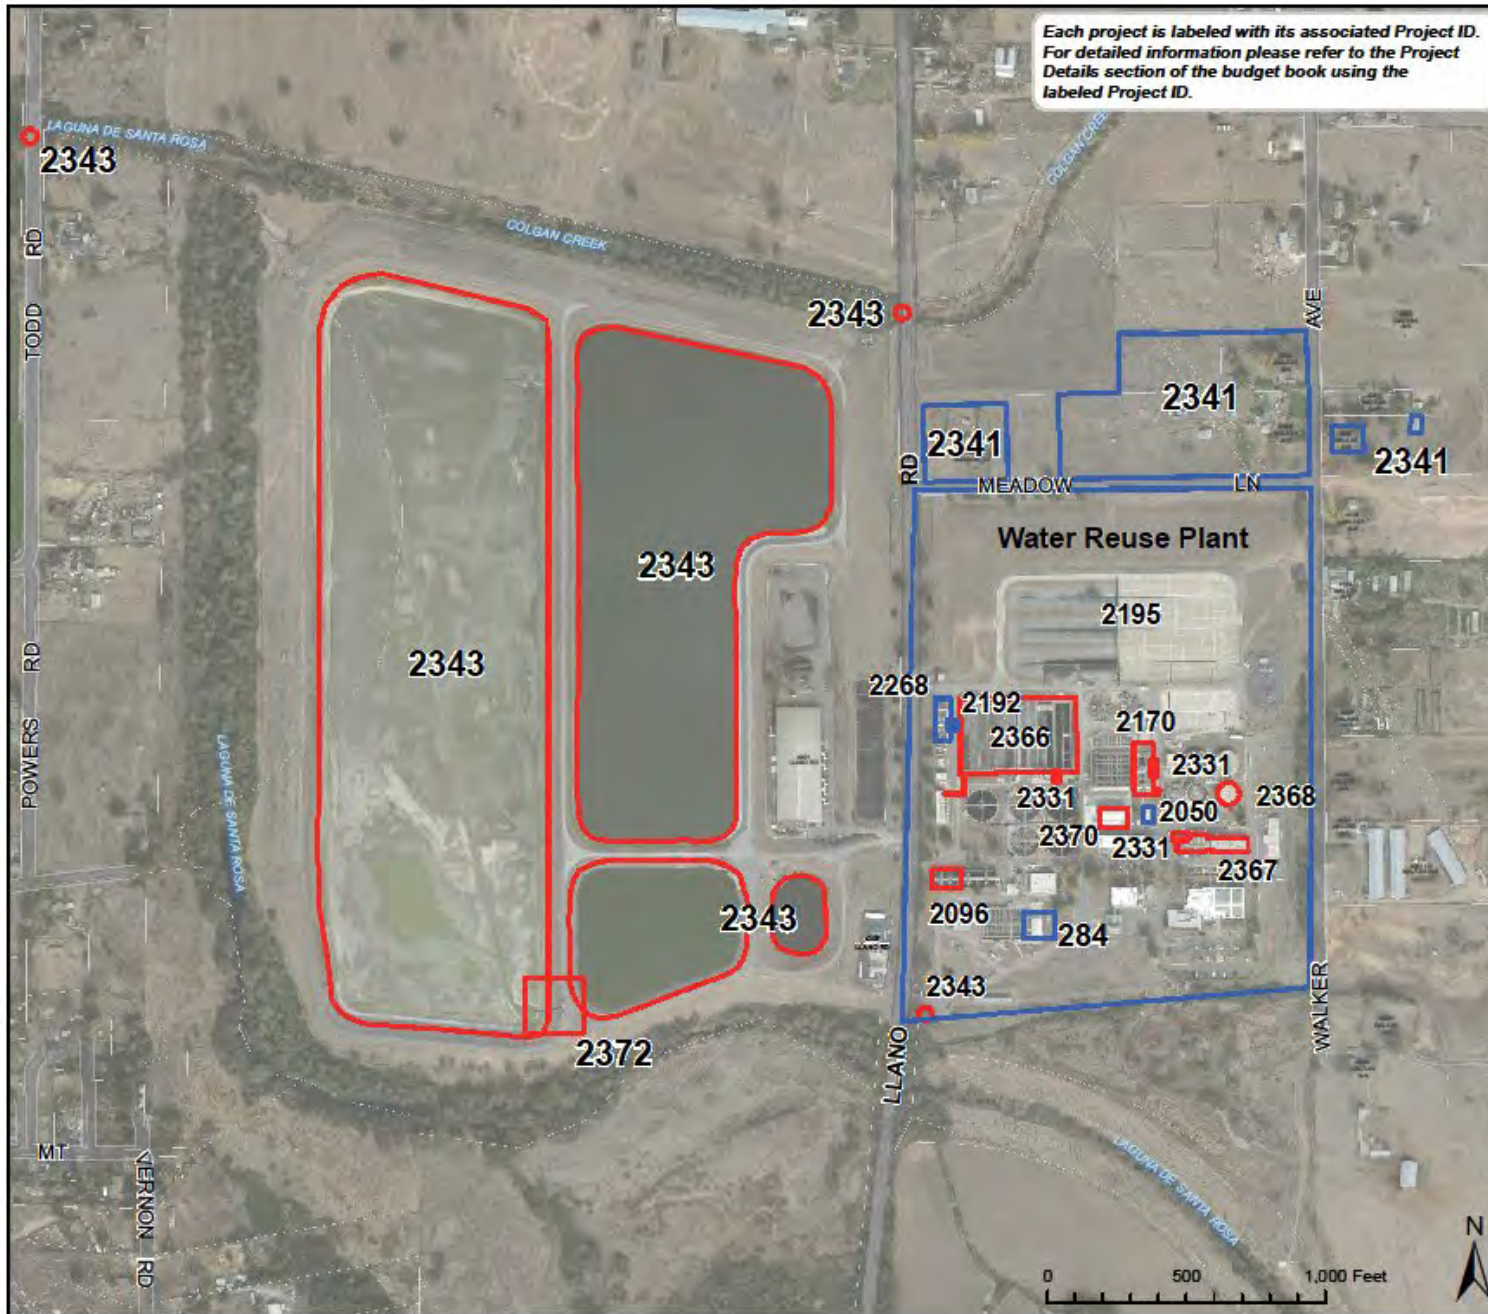 Each project is labeled with its associated Project ID.
For detailed information please refer to the Project
Details section of the budget book using the
labeled Project ID.
LAGUNA DE SANTA ROSA
2343
COLGAN CREEK
COLGAN CREEK
TODD RD
2343
AVE
2341
2341
2341
RD
MEADOW LN
Water Reuse Plant
2343
2195
2343
2268
2192
2366
2170
2331
2368
2331
2050
2370
2331
2367
POWERS RD
LAGUNA DE SANTA ROSA
2343
2096
284
2343
2372
LLANO
WALKER
MT
VERNON RD
LAGUNA DE SANTA ROSA
N
0 500 1,000 Feet